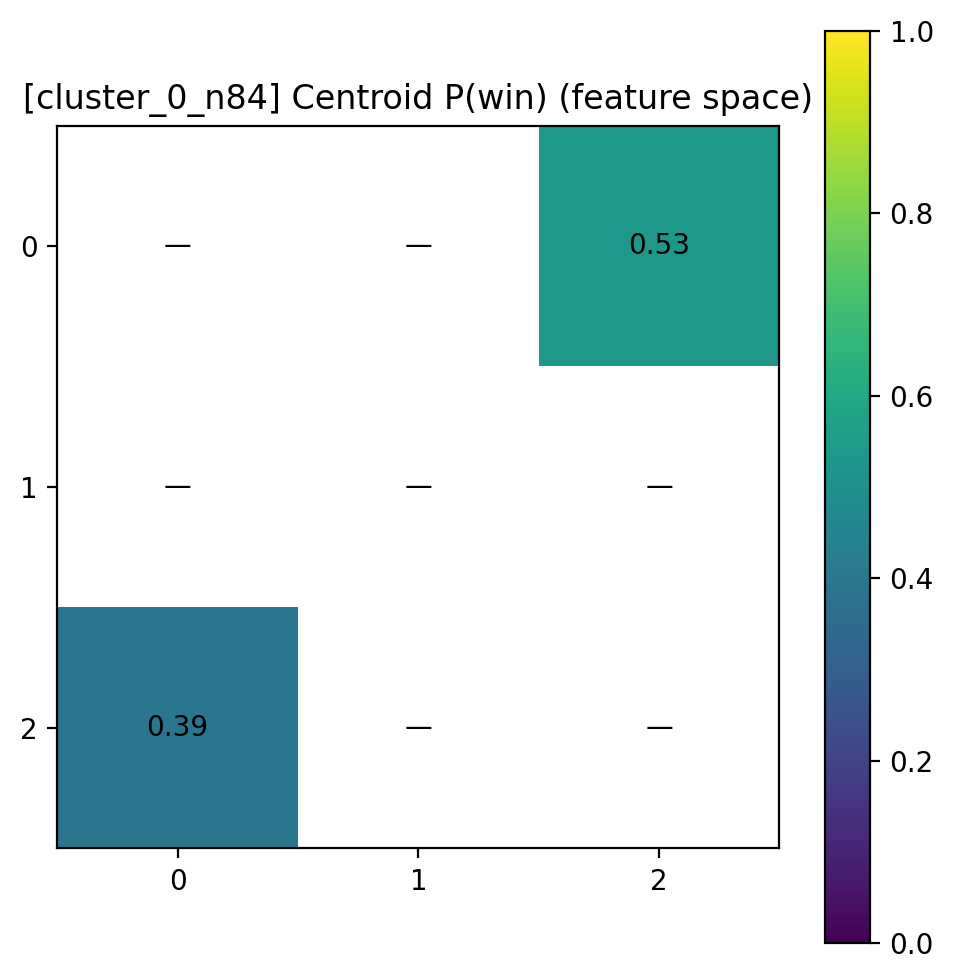 1.0
[cluster_0_n84] Centroid P(win) (feature space)
0.8
0 — — 0.53
0.6
1 — — —
0.4
2 0.39 — —
0.2
0 1 2
0.0